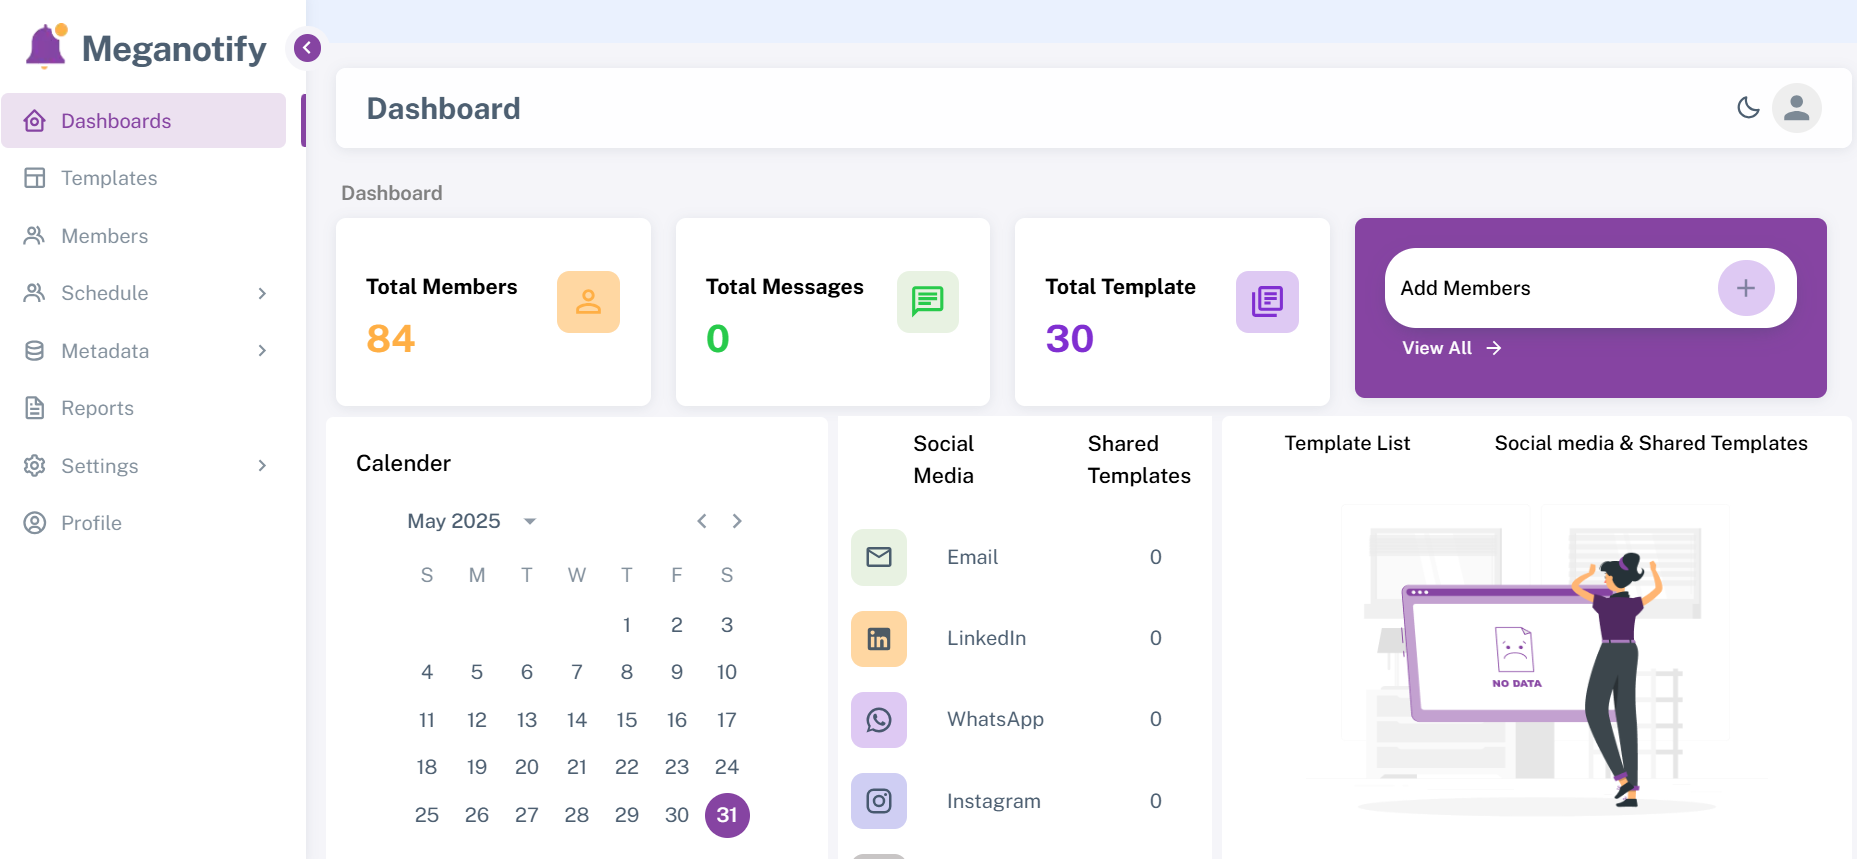 Meganotify
Dashboards
Templates
Members
Schedule
Metadata
Reports
Settings
Profile
Dashboard
Dashboard
Total Members
84
Total Messages
0
Total Template
30
Add Members
View All
Calender
May 2025
S M T W T F S
1 2 3
4 5 6 7 8 9 10
11 12 13 14 15 16 17
18 19 20 21 22 23 24
25 26 27 28 29 30 31
Social
Media
Shared
Templates
Email 0
LinkedIn 0
WhatsApp 0
Instagram 0
Template List
Social media & Shared Templates
NO DATA